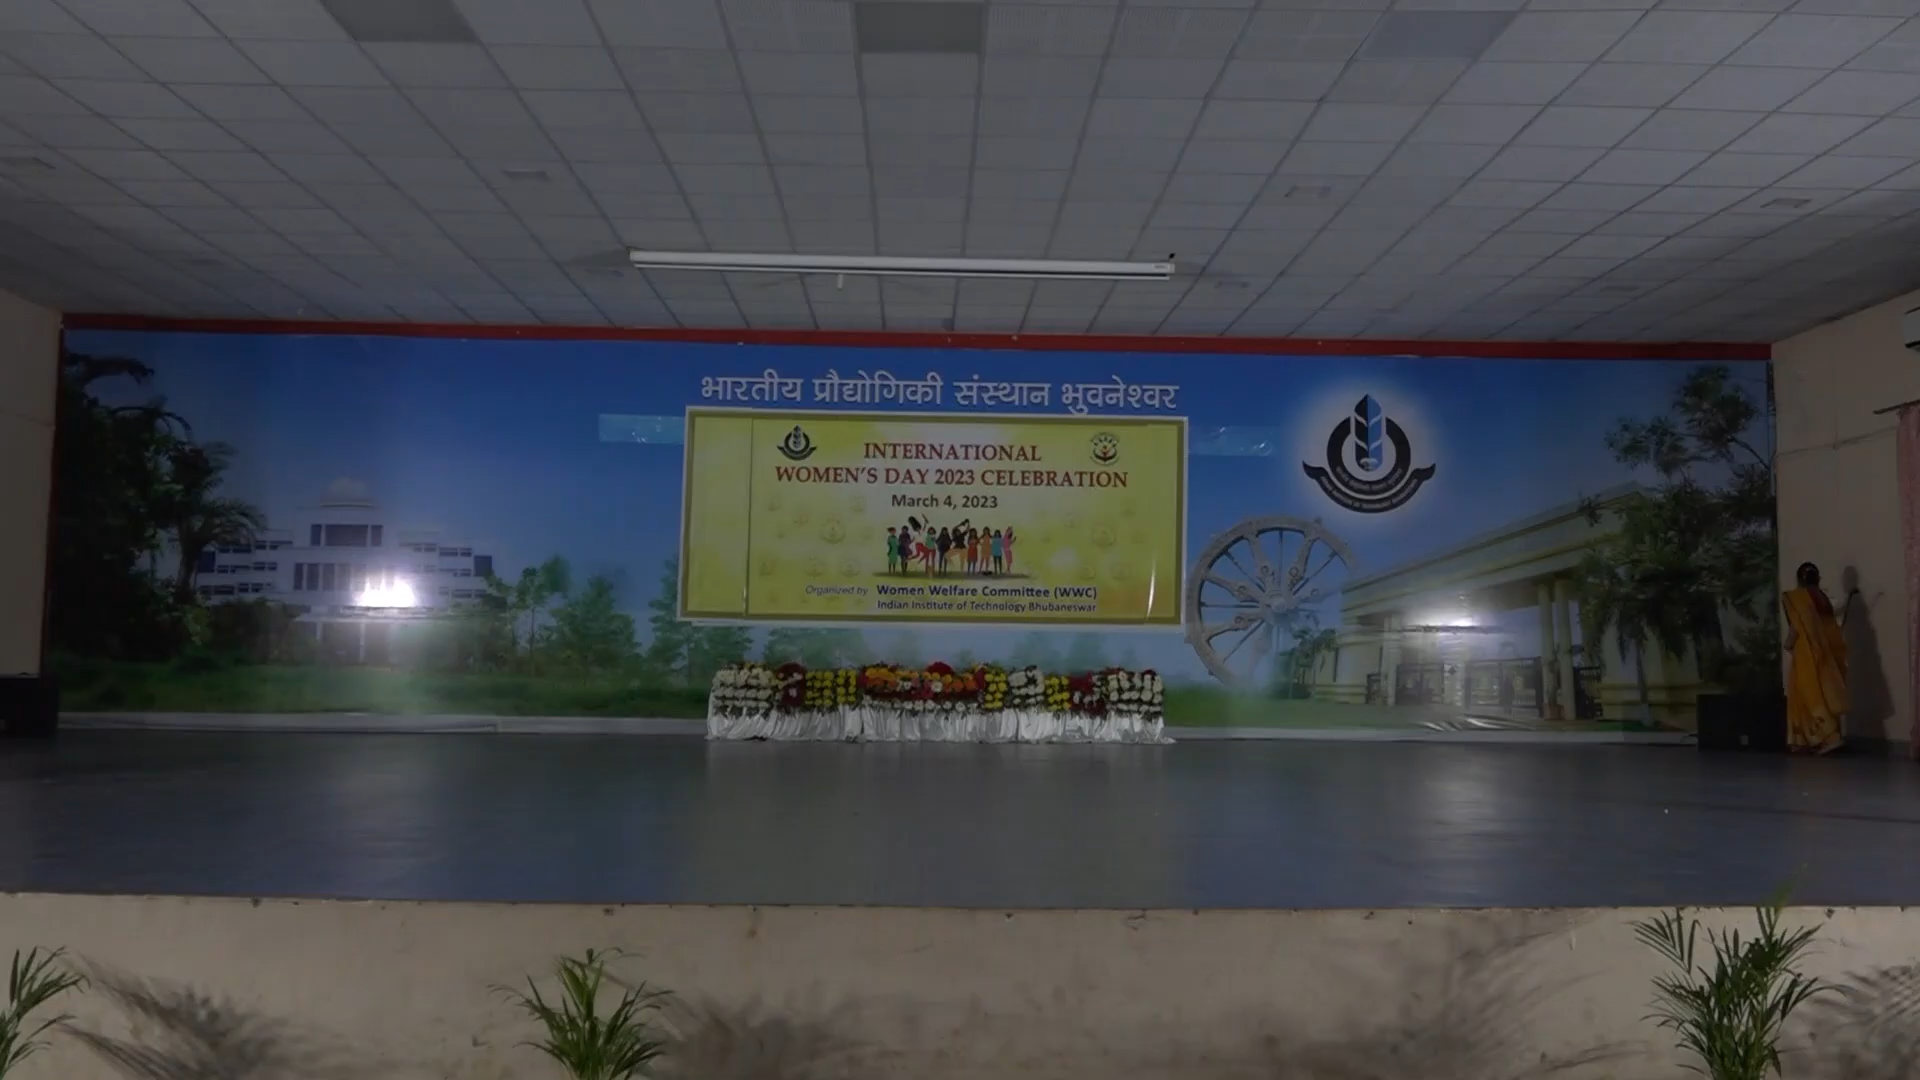 भारतीय प्रौद्योगिकी संस्थान भुवनेश्वर
INTERNATIONAL
WOMEN'S DAY 2023 CELEBRATION
March 4, 2023
Organized by Women Welfare Committee (WWC)
Indian Institute of Technology Bhubaneswar